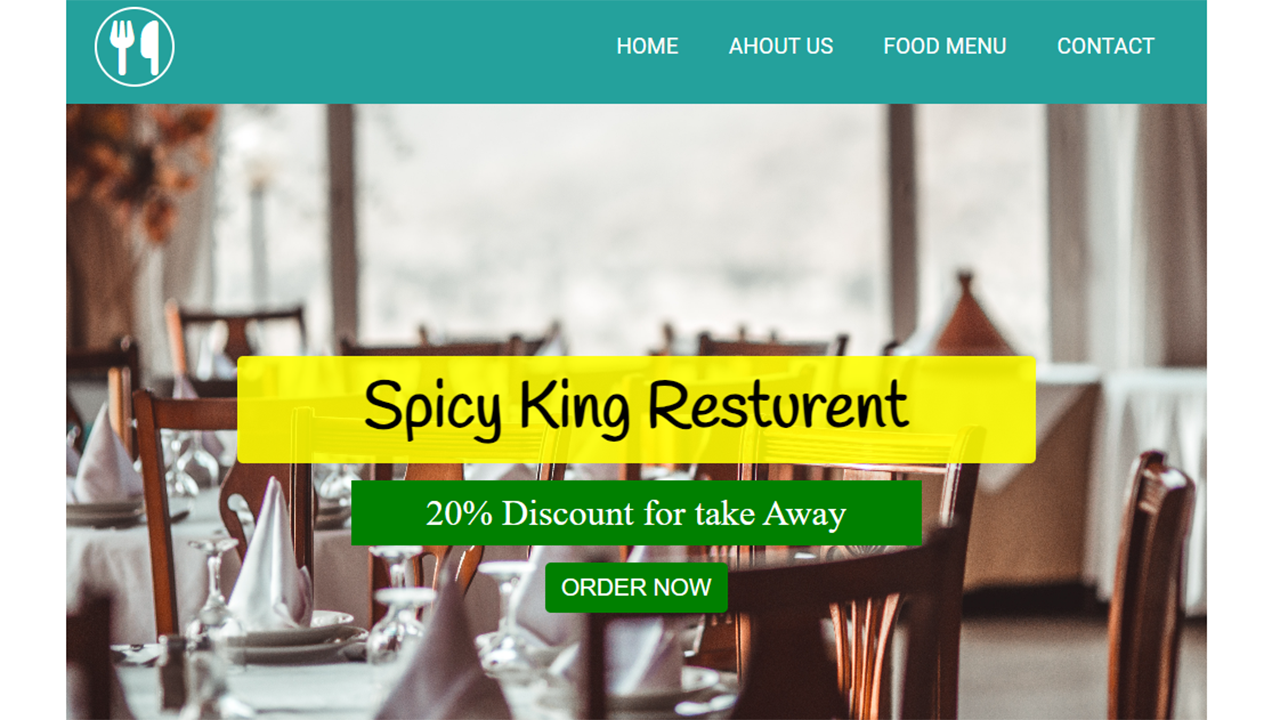 HOME AHOUT US FOOD MENU CONTACT
Spicy King Resturent
20% Discount for take Away
ORDER NOW